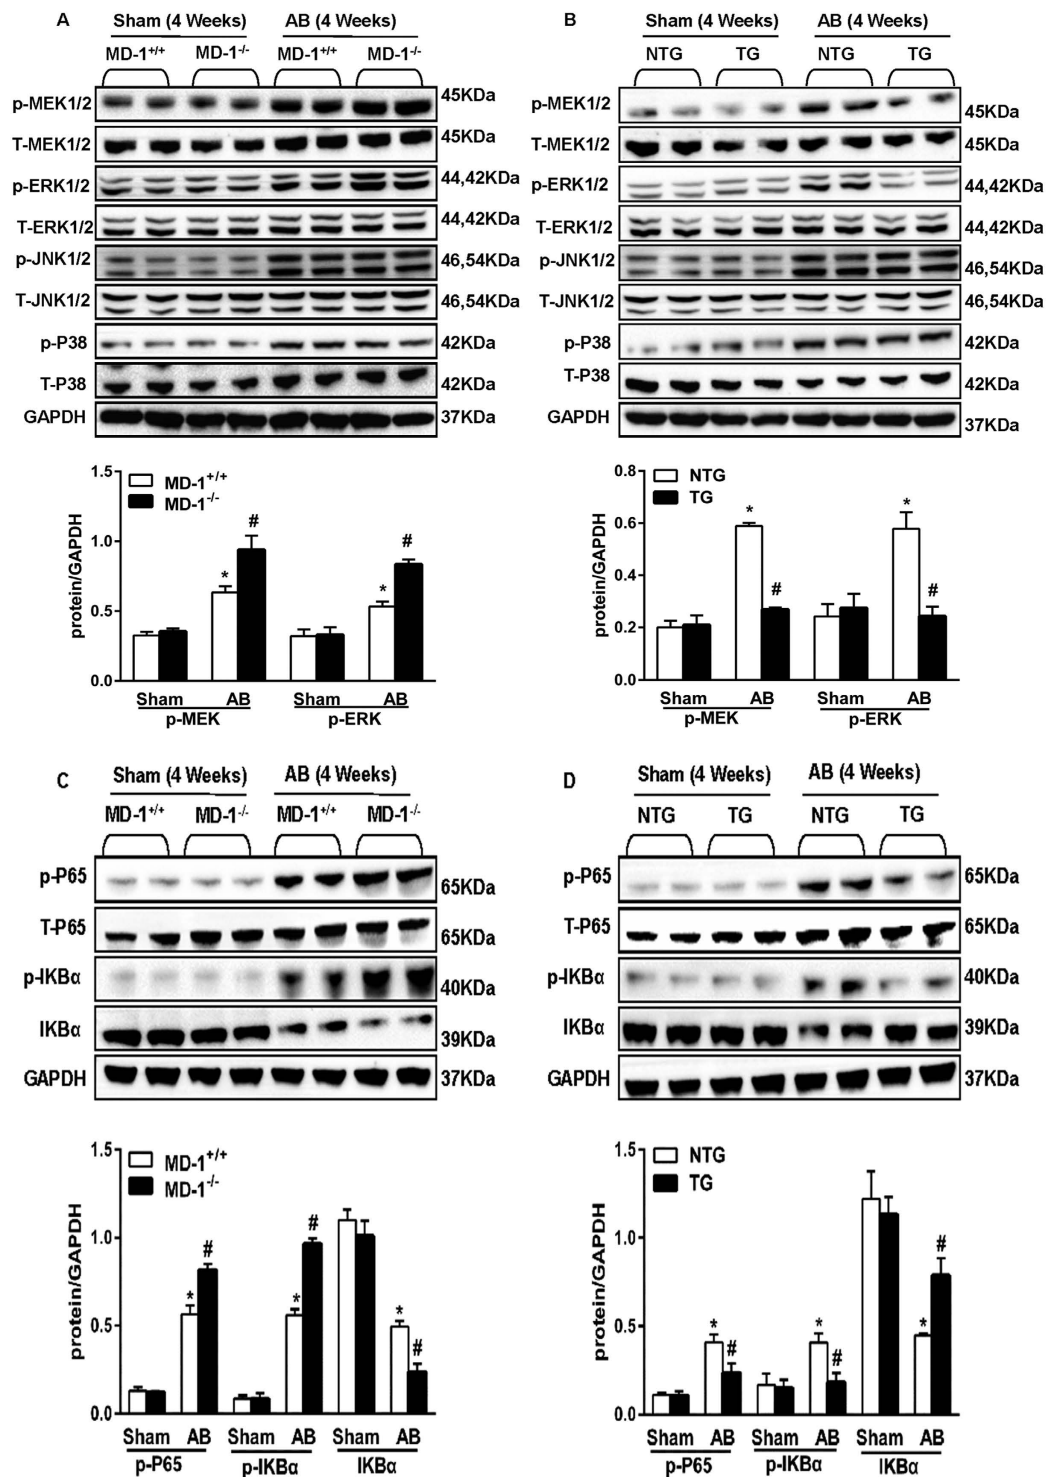 A
Sham (4 Weeks) AB (4 Weeks)
MD-1+/+ MD-1-/- MD-1+/+ MD-1-/-
p-MEK1/2 45KDa
T-MEK1/2 45KDa
p-ERK1/2 44,42KDa
T-ERK1/2 44,42KDa
p-JNK1/2 46,54KDa
T-JNK1/2 46,54KDa
p-P38 42KDa
T-P38 42KDa
GAPDH 37KDa
1.5
1.0
0.5
0.0
protein/GAPDH
MD-1+/+
MD-1-/-
* # * #
Sham AB Sham AB
p-MEK p-ERK
B
Sham (4 Weeks) AB (4 Weeks)
NTG TG NTG TG
p-MEK1/2 45KDa
T-MEK1/2 45KDa
p-ERK1/2 44,42KDa
T-ERK1/2 44,42KDa
p-JNK1/2 46,54KDa
T-JNK1/2 46,54KDa
p-P38 42KDa
T-P38 42KDa
GAPDH 37KDa
0.8
0.6
0.4
0.2
0.0
protein/GAPDH
NTG
TG
* # * #
Sham AB Sham AB
p-MEK p-ERK
C
Sham (4 Weeks) AB (4 Weeks)
MD-1+/+ MD-1-/- MD-1+/+ MD-1-/-
p-P65 65KDa
T-P65 65KDa
p-IKBα 40KDa
IKBα 39KDa
GAPDH 37KDa
1.5
1.0
0.5
0.0
protein/GAPDH
MD-1+/+
MD-1-/-
* # * # * #
Sham AB Sham AB Sham AB
p-P65 p-IKBα IKBα
D
Sham (4 Weeks) AB (4 Weeks)
NTG TG NTG TG
p-P65 65KDa
T-P65 65KDa
p-IKBα 40KDa
IKBα 39KDa
GAPDH 37KDa
1.5
1.0
0.5
0.0
protein/GAPDH
NTG
TG
* # * # * #
Sham AB Sham AB Sham AB
p-P65 p-IKBα IKBα